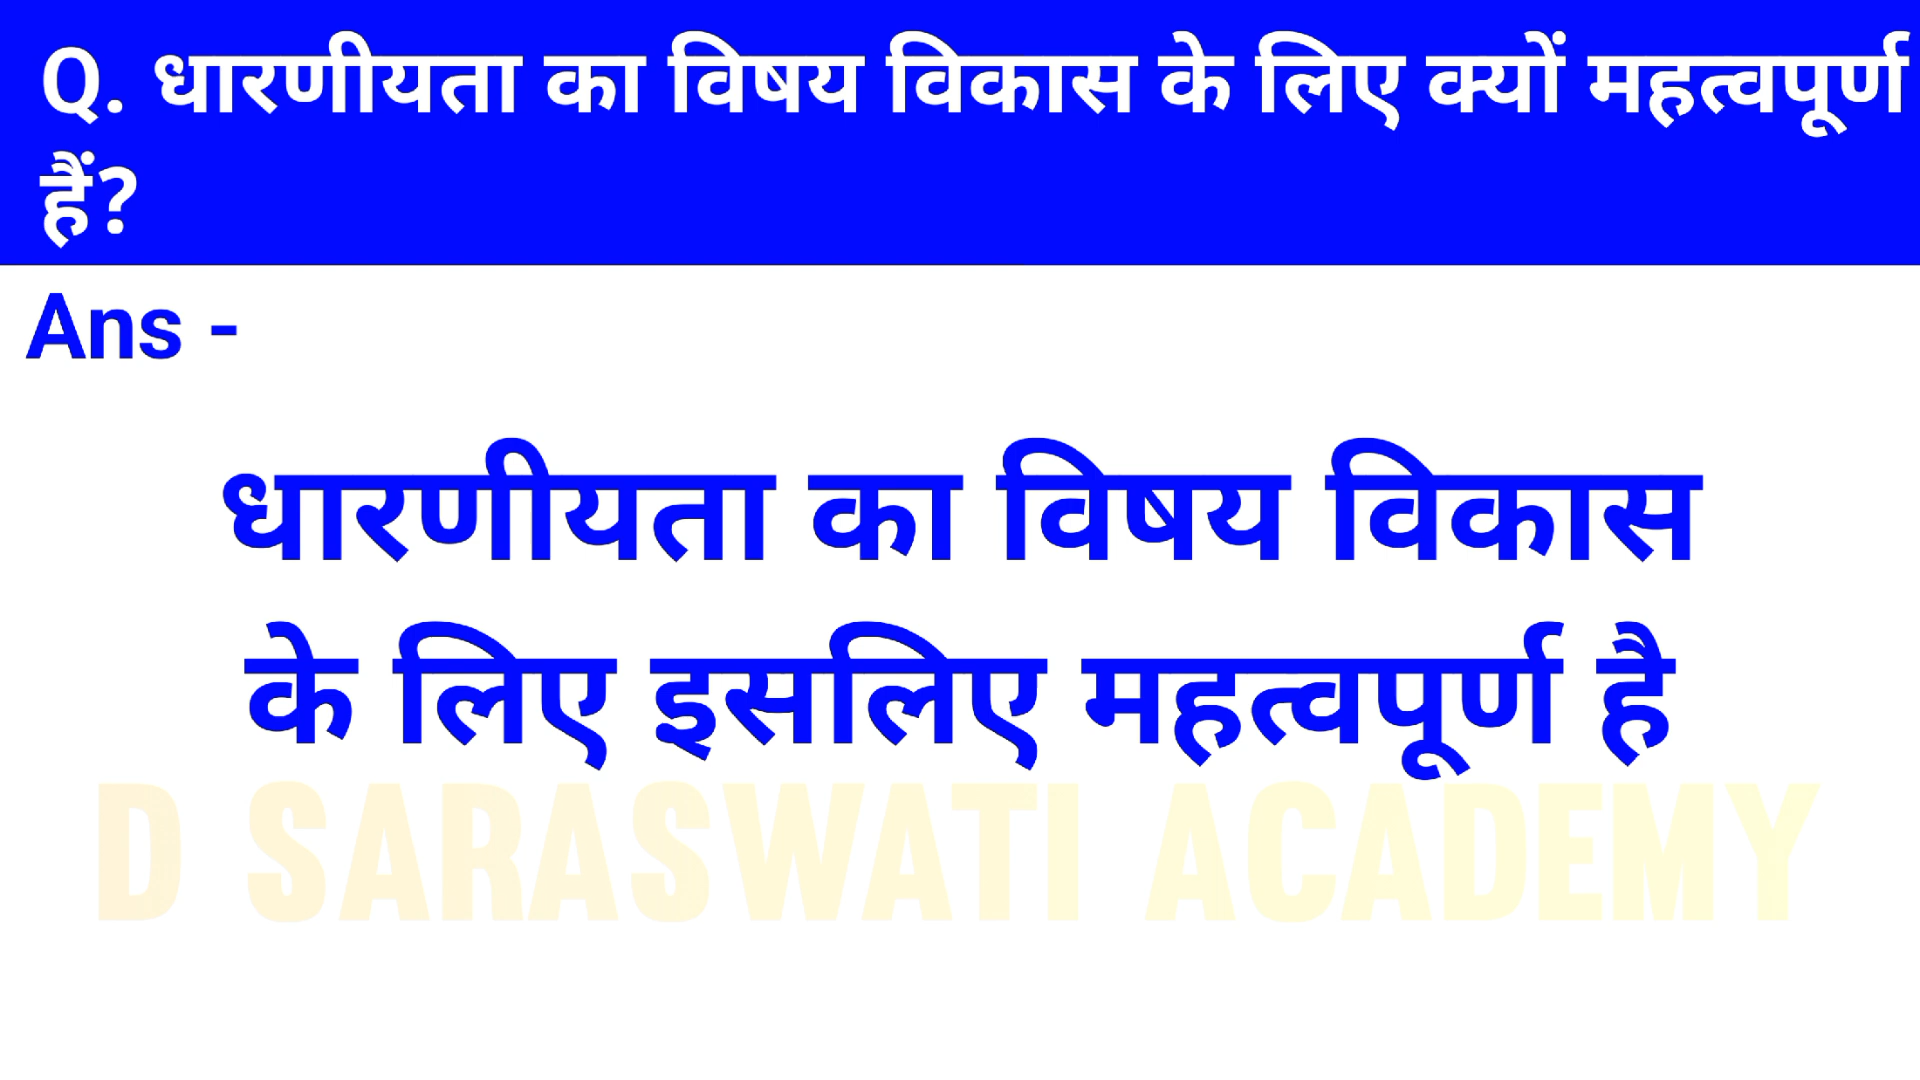 Q. धारणीयता का विषय विकास के लिए क्यों महत्वपूर्ण
हैं?
Ans -
धारणीयता का विषय विकास
के लिए इसलिए महत्वपूर्ण है
D SARASWATI ACADEMY